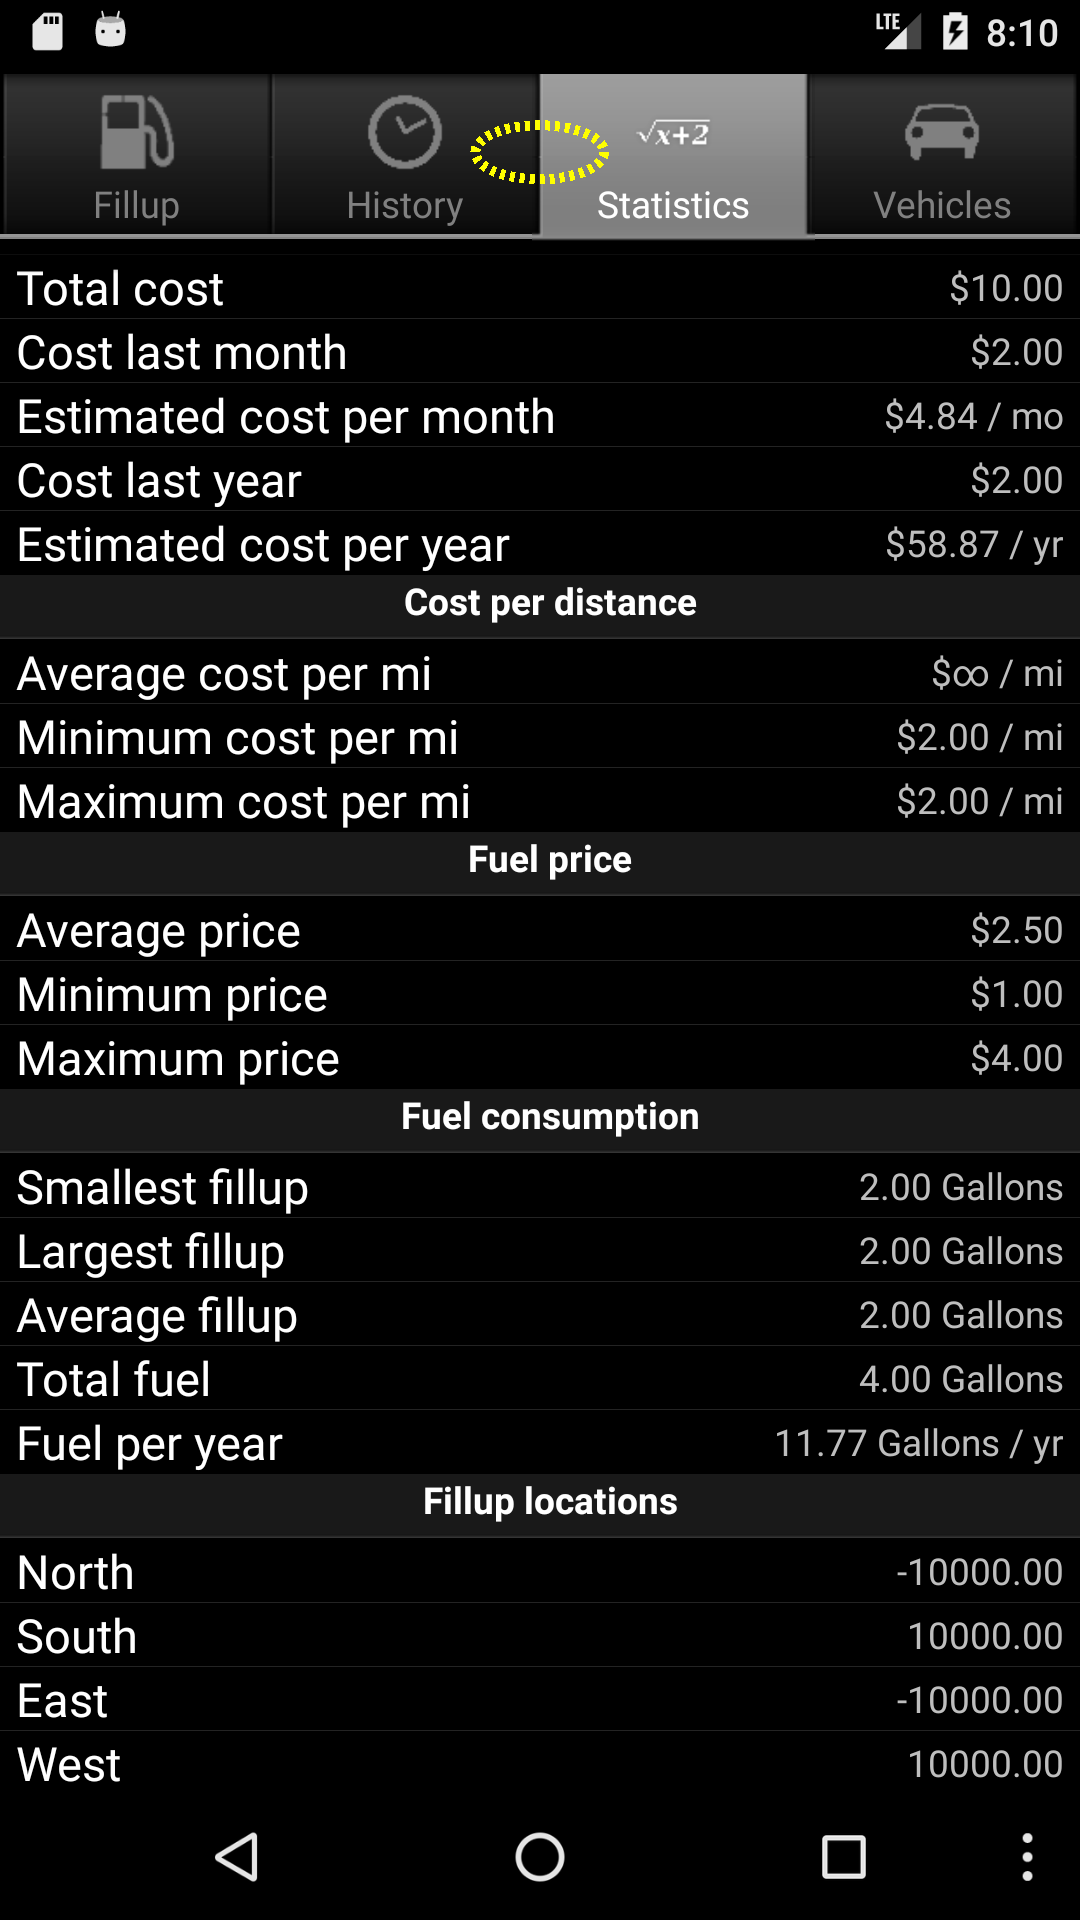 LTE 8:10
√x+2
Fillup History Statistics Vehicles
Total cost $10.00
Cost last month $2.00
Estimated cost per month $4.84 / mo
Cost last year $2.00
Estimated cost per year $58.87 / yr
Cost per distance
Average cost per mi $∞ / mi
Minimum cost per mi $2.00 / mi
Maximum cost per mi $2.00 / mi
Fuel price
Average price $2.50
Minimum price $1.00
Maximum price $4.00
Fuel consumption
Smallest fillup 2.00 Gallons
Largest fillup 2.00 Gallons
Average fillup 2.00 Gallons
Total fuel 4.00 Gallons
Fuel per year 11.77 Gallons / yr
Fillup locations
North -10000.00
South 10000.00
East -10000.00
West 10000.00